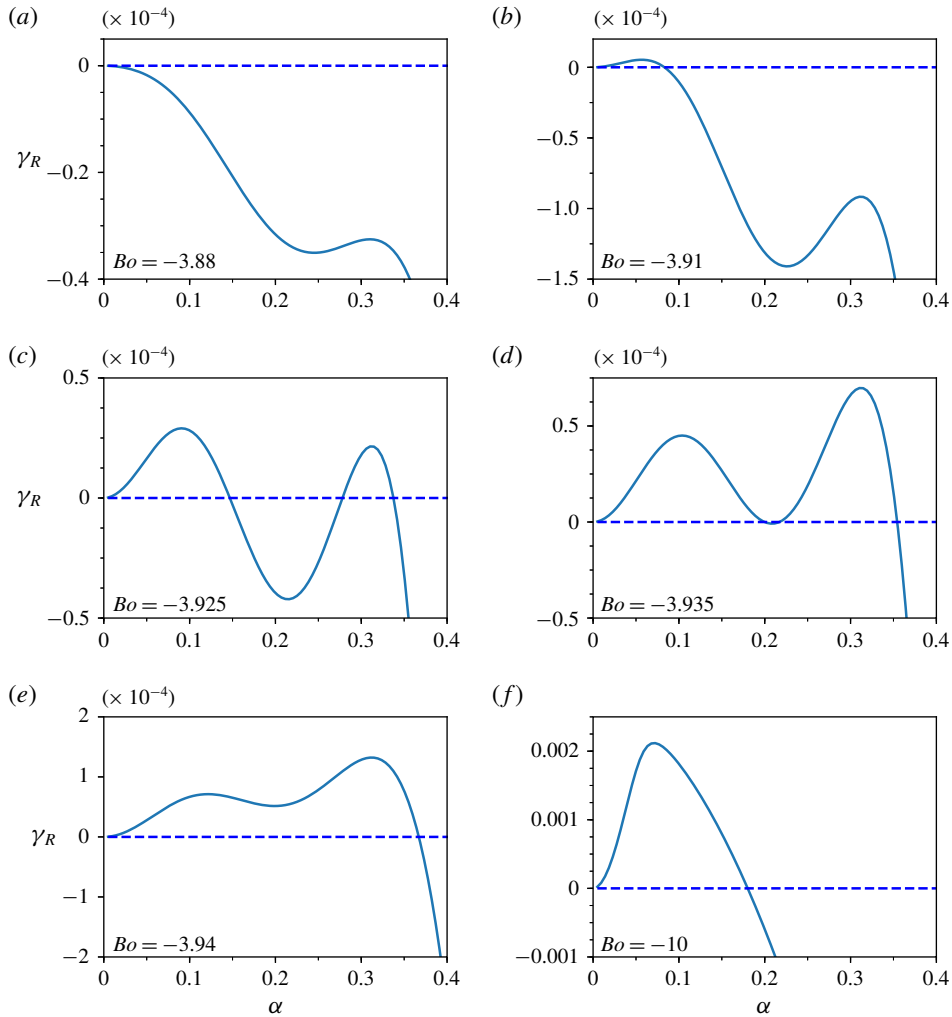 (a) (× 10⁻⁴) (b) (× 10⁻⁴)
0 0
γR −0.2 −0.5
−1.0
−0.4 Bo = −3.88 −1.5 Bo = −3.91
0 0.1 0.2 0.3 0.4 0 0.1 0.2 0.3 0.4
(c) (× 10⁻⁴) (d) (× 10⁻⁴)
0.5 0.5
γR 0 0
−0.5 Bo = −3.925 −0.5 Bo = −3.935
0 0.1 0.2 0.3 0.4 0 0.1 0.2 0.3 0.4
(e) (× 10⁻⁴) (f)
2 0.002
1 0.001
γR 0 0
−1
−2 Bo = −3.94 −0.001 Bo = −10
0 0.1 0.2 0.3 0.4 0 0.1 0.2 0.3 0.4
α α